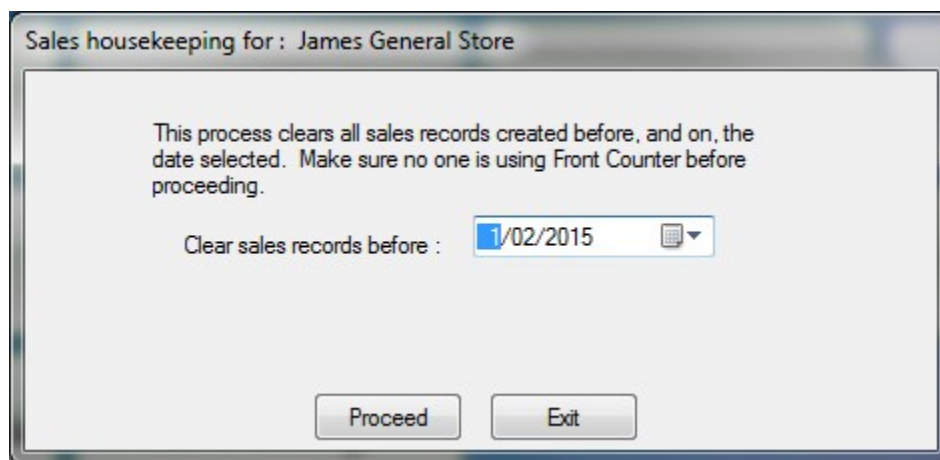 Sales housekeeping for :  James General Store
This process clears all sales records created before, and on, the
date selected.  Make sure no one is using Front Counter before
proceeding.
Clear sales records before :  1/02/2015
Proceed  Exit